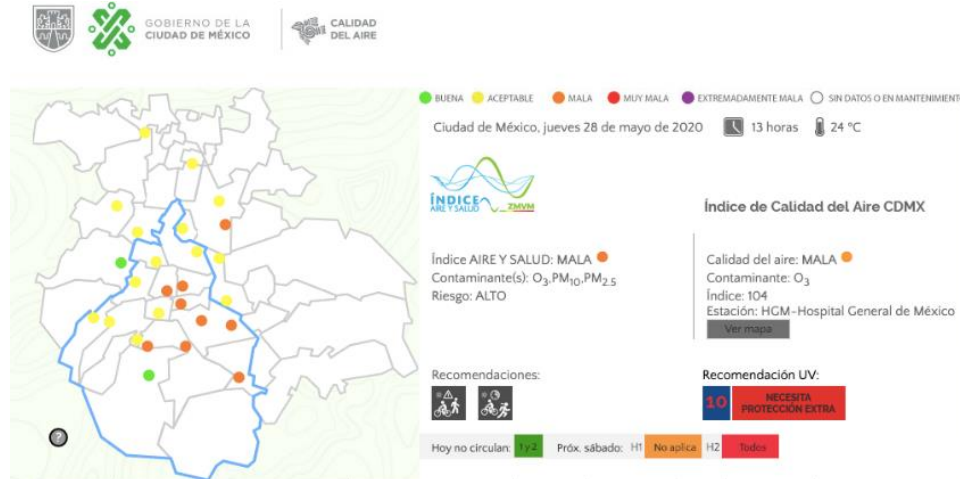 GOBIERNO DE LA
CIUDAD DE MÉXICO
CALIDAD
DEL AIRE
BUENA ACEPTABLE MALA MUY MALA EXTREMADAMENTE MALA SIN DATOS O EN MANTENIMIENTO
Ciudad de México, jueves 28 de mayo de 2020 13 horas 24 °C
ÍNDICE
AIRE Y SALUD ZMVM
Índice de Calidad del Aire CDMX
Índice AIRE Y SALUD: MALA
Contaminante(s): O3,PM10,PM2.5
Riesgo: ALTO
Calidad del aire: MALA
Contaminante: O3
Índice: 104
Estación: HGM-Hospital General de México
Ver mapa
Recomendaciones:
Recomendación UV:
10 NECESITA
PROTECCIÓN EXTRA
Hoy no circulan: 1 y 2 Próx. sábado: H1 No aplica H2 Todos
?